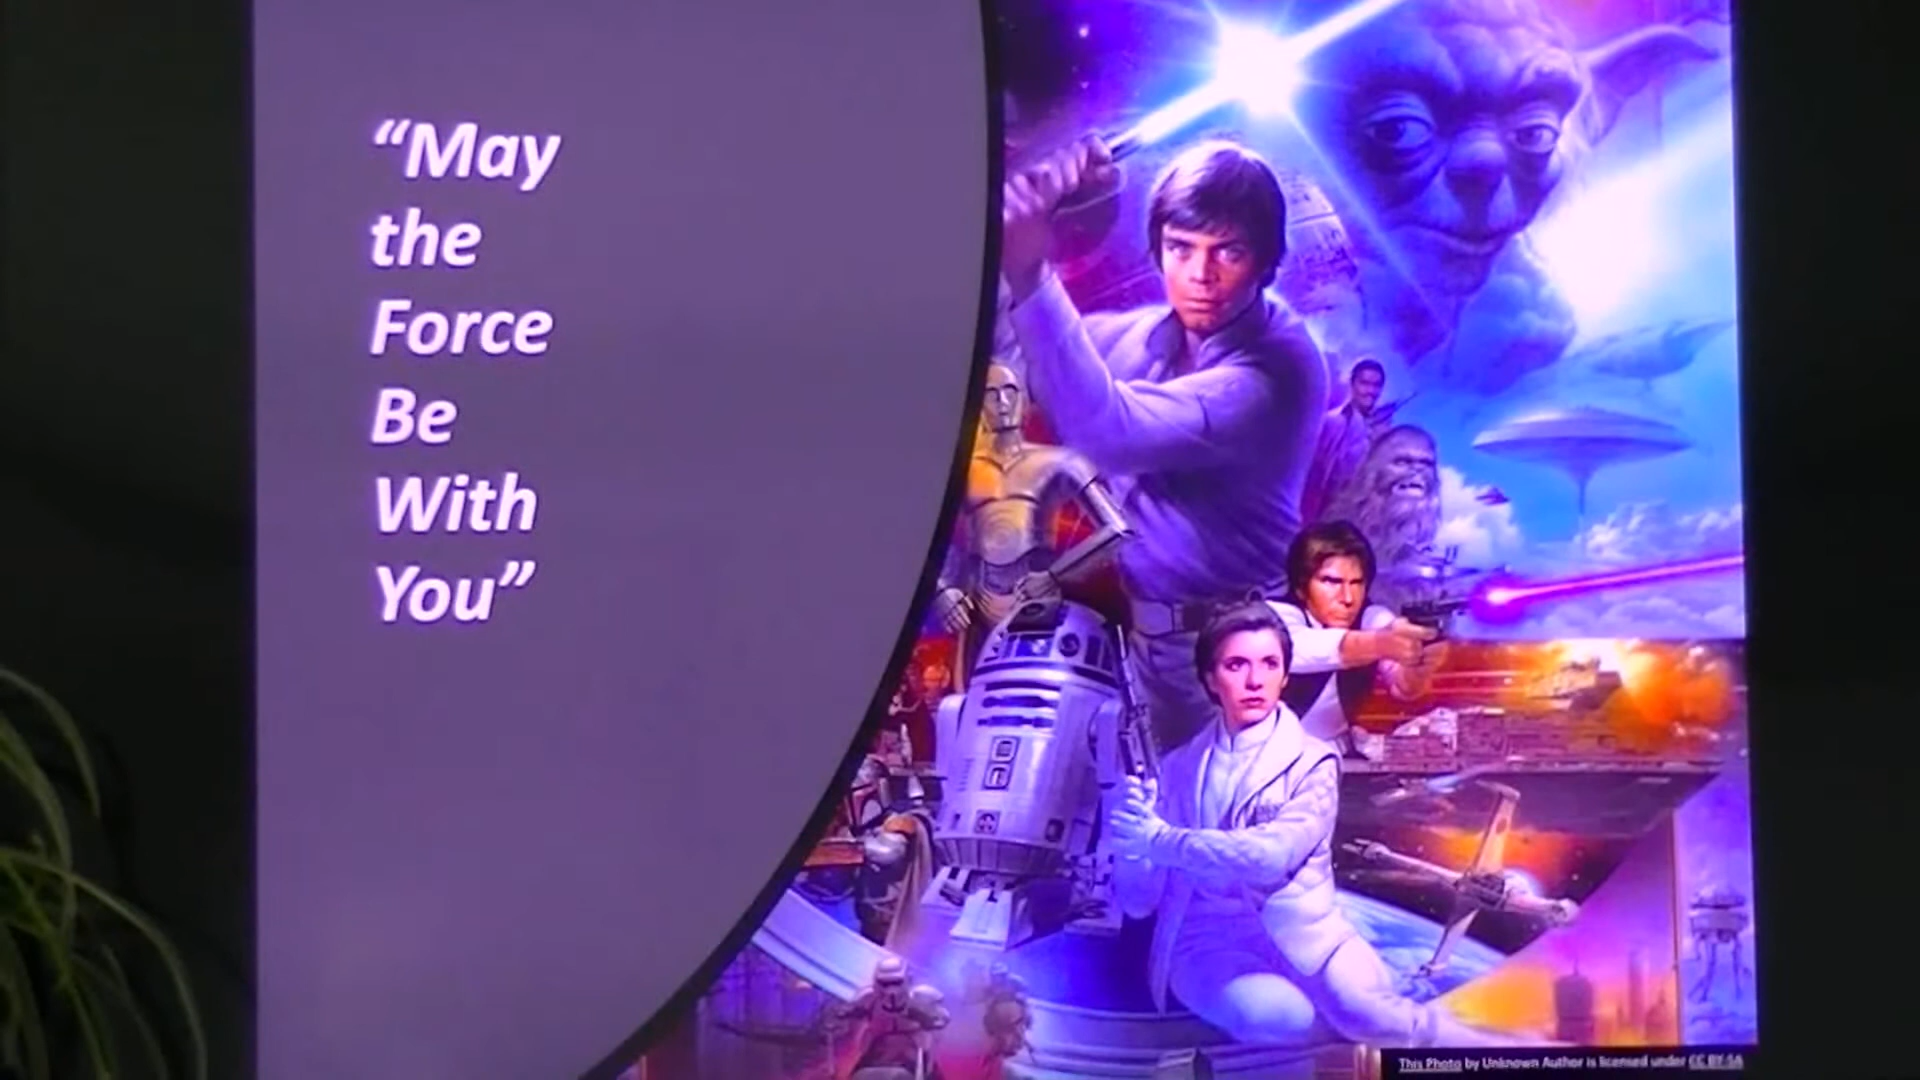 “May
the
Force
Be
With
You”
This Photo by Unknown Author is licensed under CC BY-SA